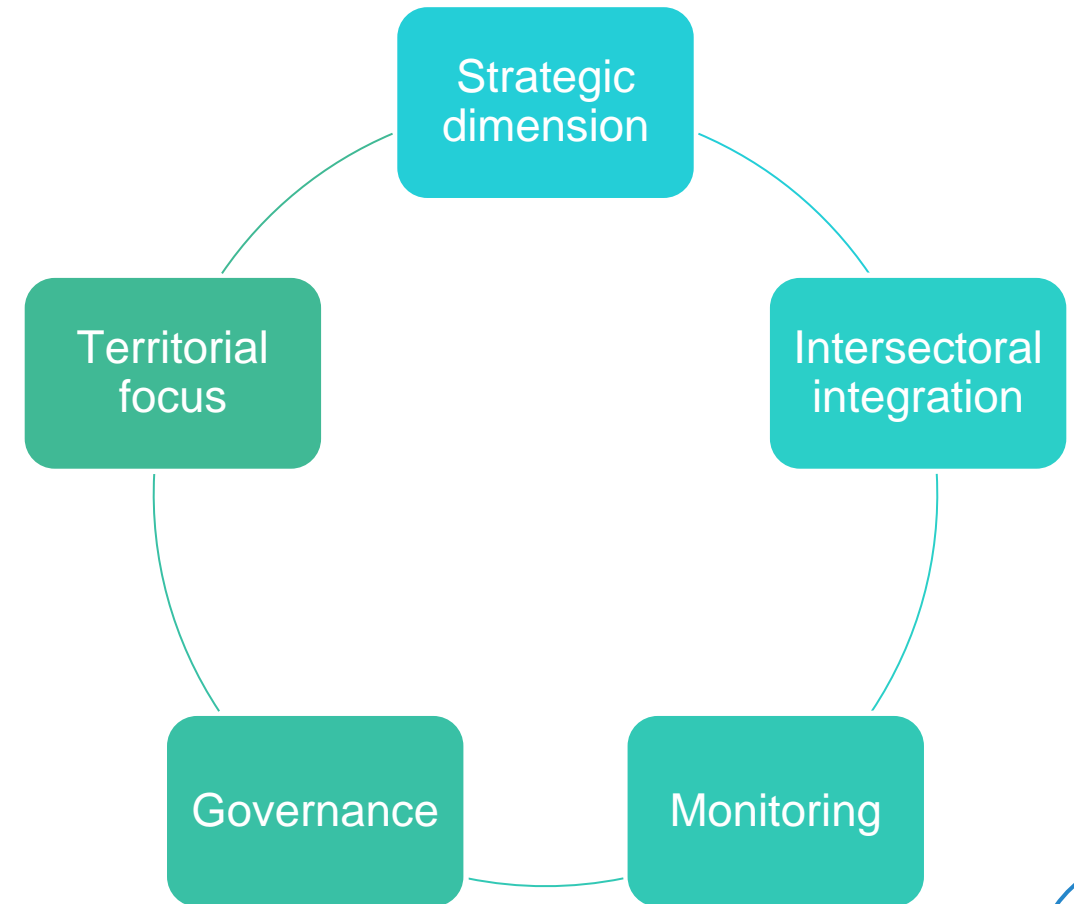 Strategic
dimension
Intersectoral
integration
Monitoring
Governance
Territorial
focus